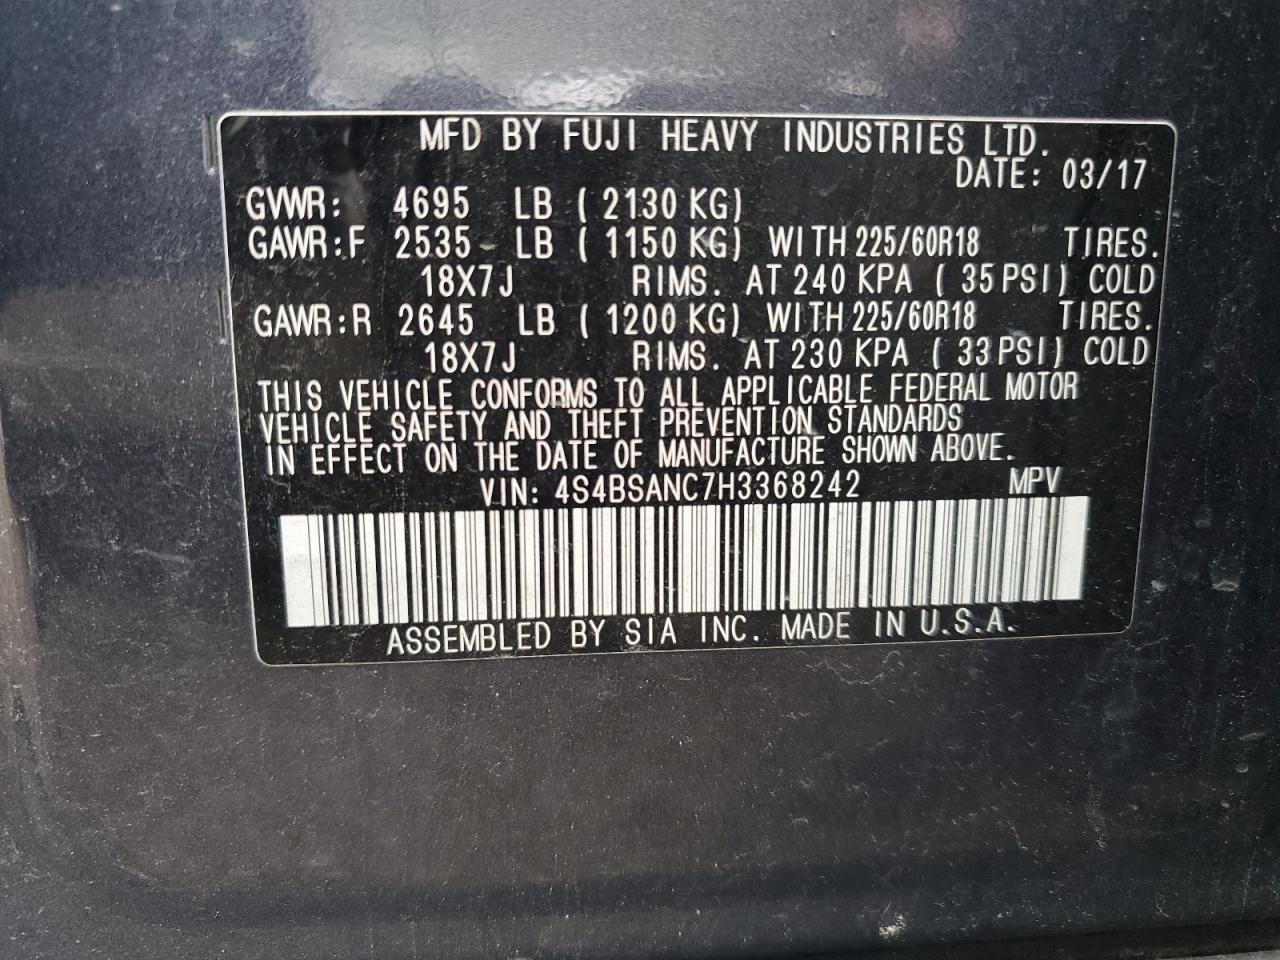 MFD BY FUJI HEAVY INDUSTRIES LTD.
DATE: 03/17
GVWR: 4695 LB ( 2130 KG)
GAWR:F 2535 LB ( 1150 KG) WITH 225/60R18 TIRES.
18X7J RIMS. AT 240 KPA ( 35 PSI) COLD
GAWR:R 2645 LB ( 1200 KG) WITH 225/60R18 TIRES.
18X7J RIMS. AT 230 KPA ( 33 PSI) COLD
THIS VEHICLE CONFORMS TO ALL APPLICABLE FEDERAL MOTOR
VEHICLE SAFETY AND THEFT PREVENTION STANDARDS
IN EFFECT ON THE DATE OF MANUFACTURE SHOWN ABOVE.
VIN: 4S4BSANC7H3368242 MPV
ASSEMBLED BY SIA INC. MADE IN U.S.A.